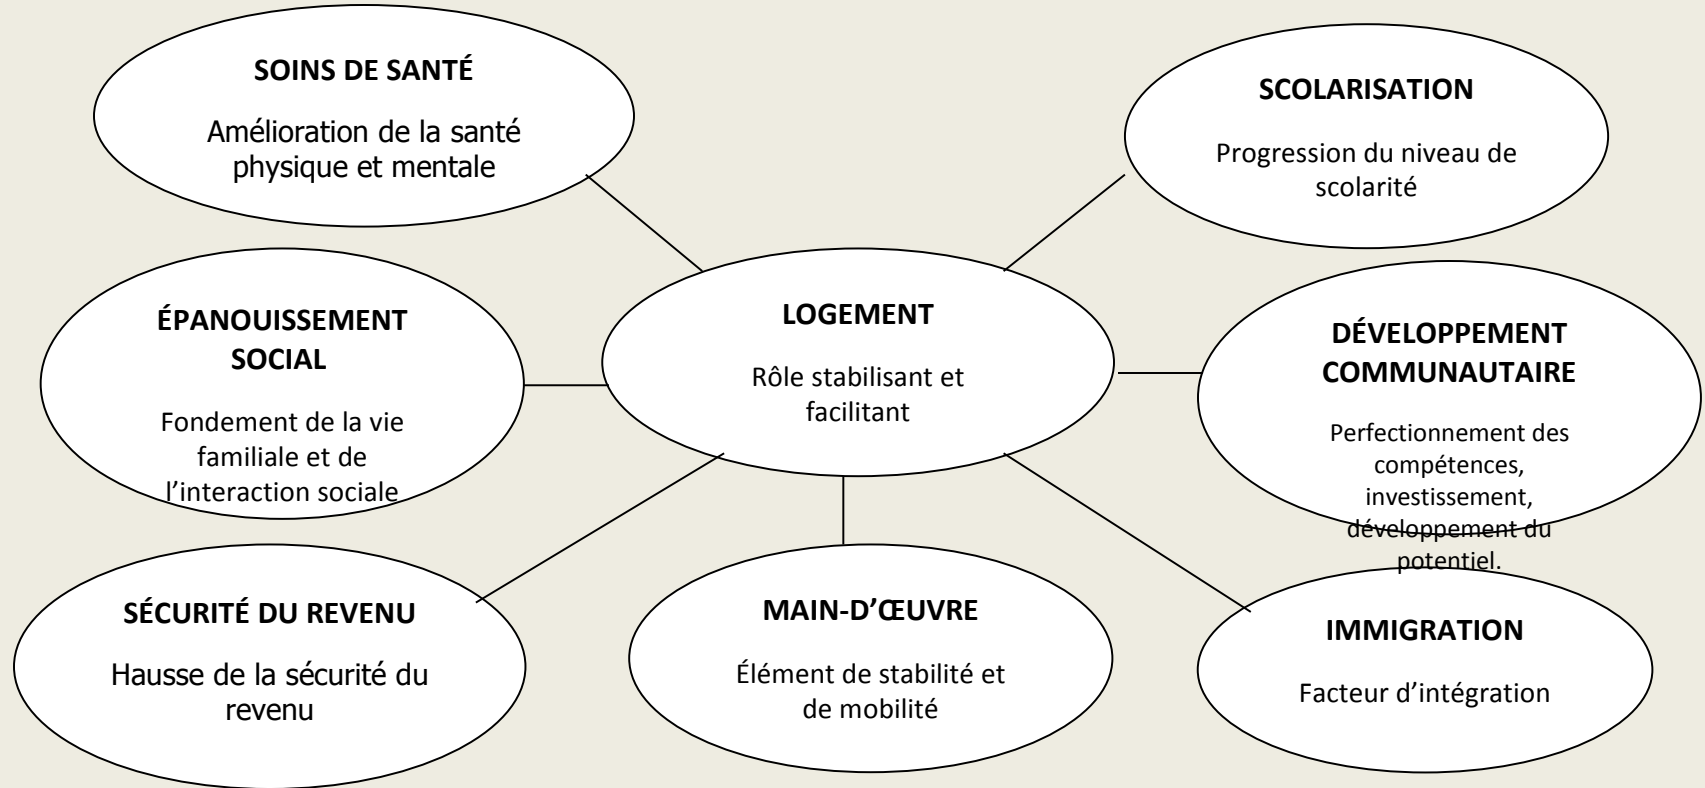 SOINS DE SANTÉ
Amélioration de la santé
physique et mentale
SCOLARISATION
Progression du niveau de
scolarité
ÉPANOUISSEMENT
SOCIAL
Fondement de la vie
familiale et de
l’interaction sociale
LOGEMENT
Rôle stabilisant et
facilitant
DÉVELOPPEMENT
COMMUNAUTAIRE
Perfectionnement des
compétences,
investissement,
développement du
potentiel.
SÉCURITÉ DU REVENU
Hausse de la sécurité du
revenu
MAIN-D’ŒUVRE
Élément de stabilité et
de mobilité
IMMIGRATION
Facteur d’intégration